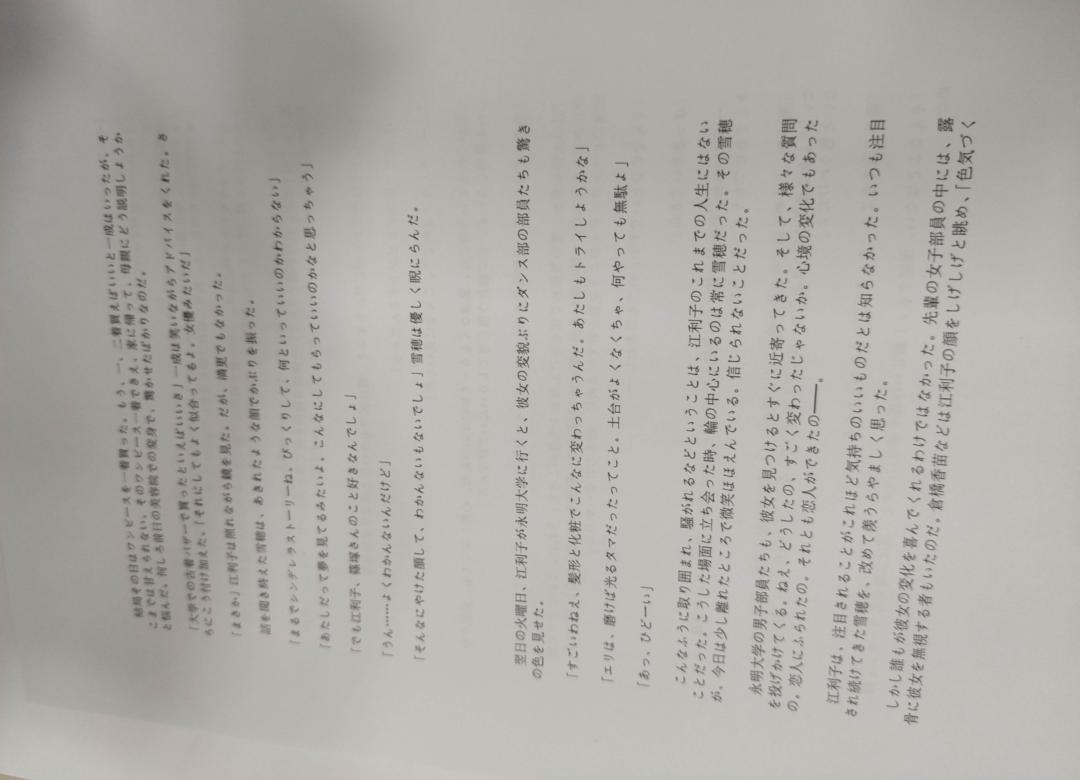 結局その日はワンピースを一着買った。もう一、二着買えばいいと一成はいったが、そ
こまでは甘えられない。そのワンピース一着でさえ、家に帰って、母親にどう説明しようか
と悩んだ。何しろ前日の美容院での変身で、驚かせたばかりなのだ。
「大学での古着バザーで買ったといえばいいさ」一成は笑いながらアドバイスをくれた。さ
らにこう付け加えた。「それにしてもよく似合ってるよ。女優みたいだ」
「まさか」江利子は照れながら鏡を見た。だが、満更でもなかった。
話を聞き終えた雪穂は、あきれたような顔でかぶりを振った。
「まるでシンデレラストーリーね。びっくりして、何といっていいのかわからない」
「あたしだって夢を見てるみたいよ。こんなにしてもらっていいのかなと思っちゃう」
「でも江利子、篠塚さんのこと好きなんでしょ」
「うん……よくわかんないんだけど」
「そんなにやけた顔して、わかんないもないでしょ」雪穂は優しく睨にらんだ。
翌日の火曜日、江利子が永明大学に行くと、彼女の変貌ぶりにダンス部の部員たちも驚き
の色を見せた。
「すごいわねえ、髪形と化粧でこんなに変わっちゃうんだ。あたしもトライしようかな」
「エリは、磨けば光るタマだったってこと。土台がよくなくちゃ、何やっても無駄ょ」
「あっ、ひどーい」
こんなふうに取り囲まれ、騒がれるなどということは、江利子のこれまでの人生にはない
ことだった。こうした場面に立ち会った時、輪の中心にいるのは常に雪穂だった。その雪穂
が、今日は少し離れたところで微笑ほほえんでいる。信じられないことだった。
永明大学の男子部員たちも、彼女を見つけるとすぐに近寄ってきた。そして、様々な質問
を投げかけてくる。ねえ、どうしたの、すごく変わったじゃないか。心境の変化でもあった
の。恋人にふられたの。それとも恋人ができたの――。
江利子は、注目されることがこれほど気持ちのいいものだとは知らなかった。いつも注目
され続けてきた雪穂を、改めて羨うらやましく思った。
しかし誰もが彼女の変化を喜んでくれるわけではなかった。先輩の女子部員の中には、露
骨に彼女を無視する者もいたのだ。倉橋香苗などは江利子の顔をしげしげと眺め、「色気づく